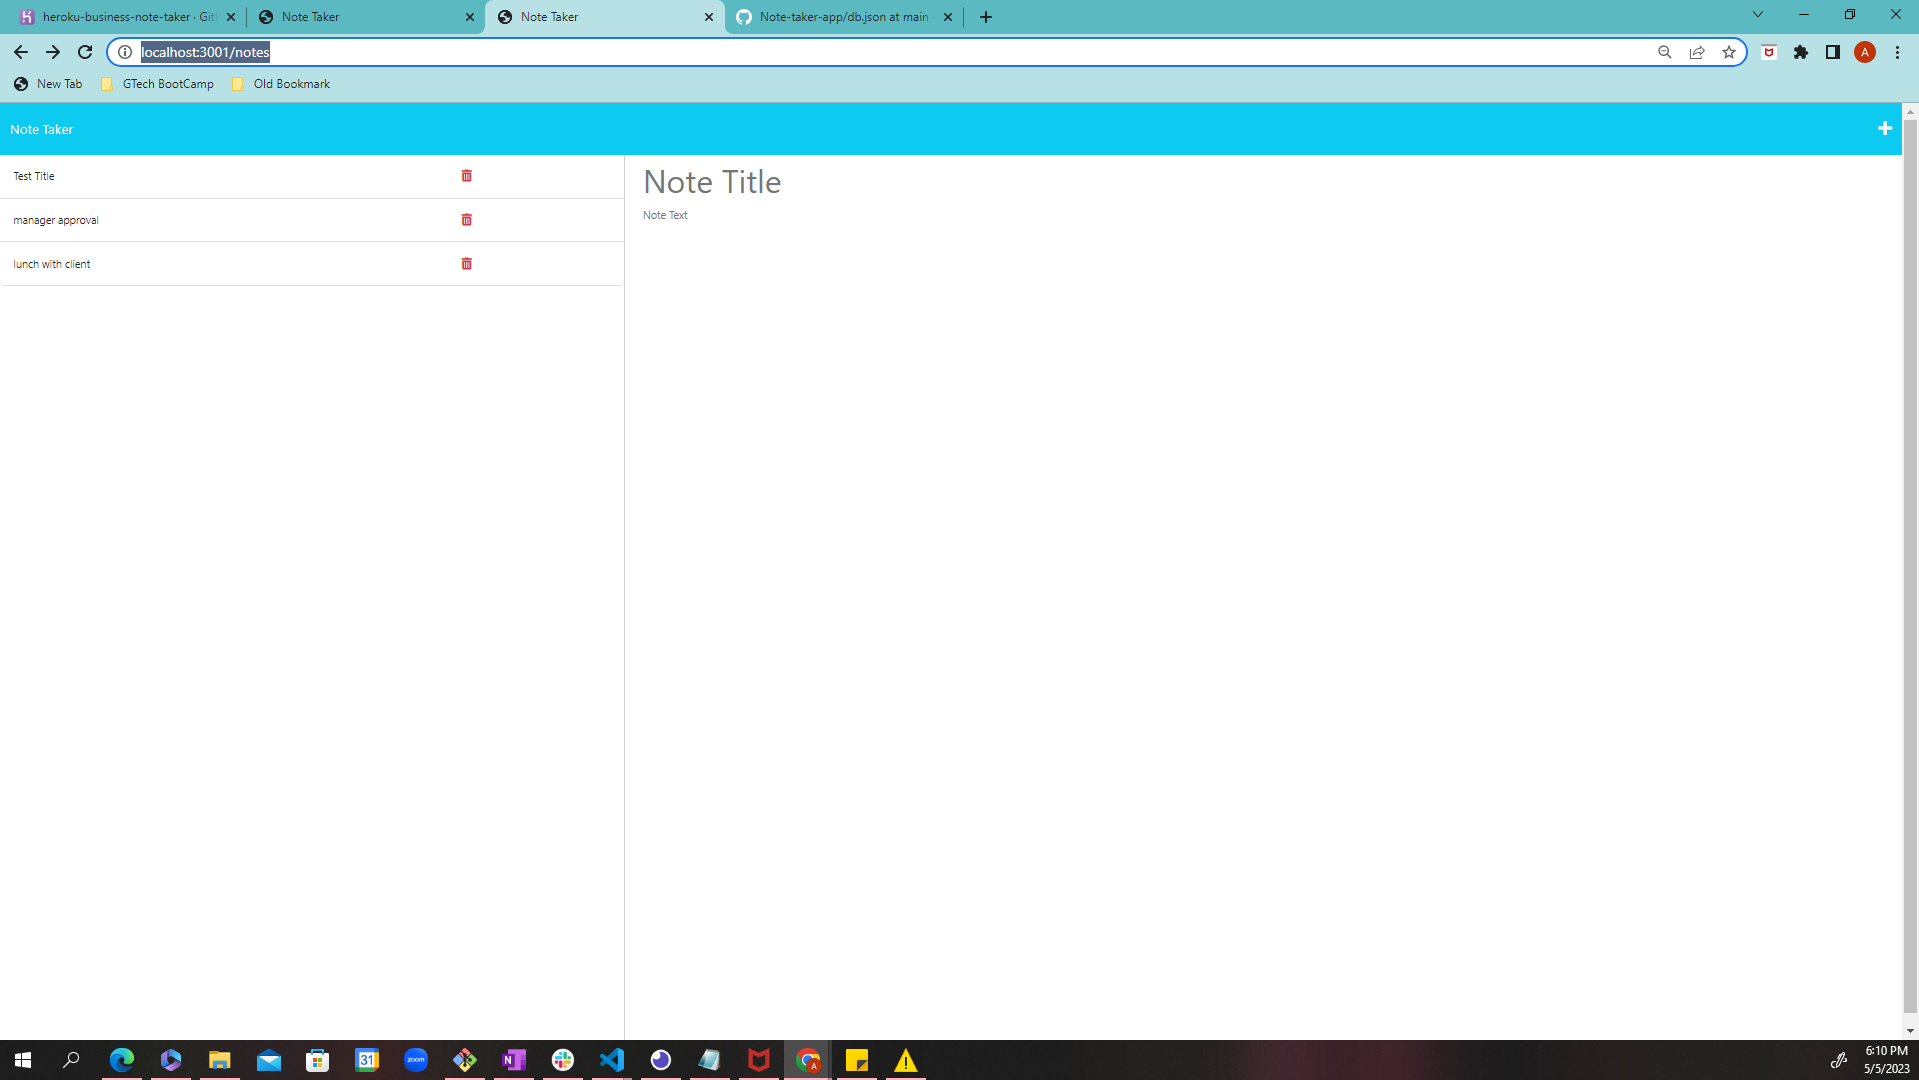 heroku-business-note-taker · Git
Note Taker
Note Taker
Note-taker-app/db.json at main
localhost:3001/notes
A
New Tab
GTech BootCamp
Old Bookmark
Note Taker
Test Title
manager approval
lunch with client
Note Title
Note Text
31
zoom
N
A
6:10 PM
5/5/2023